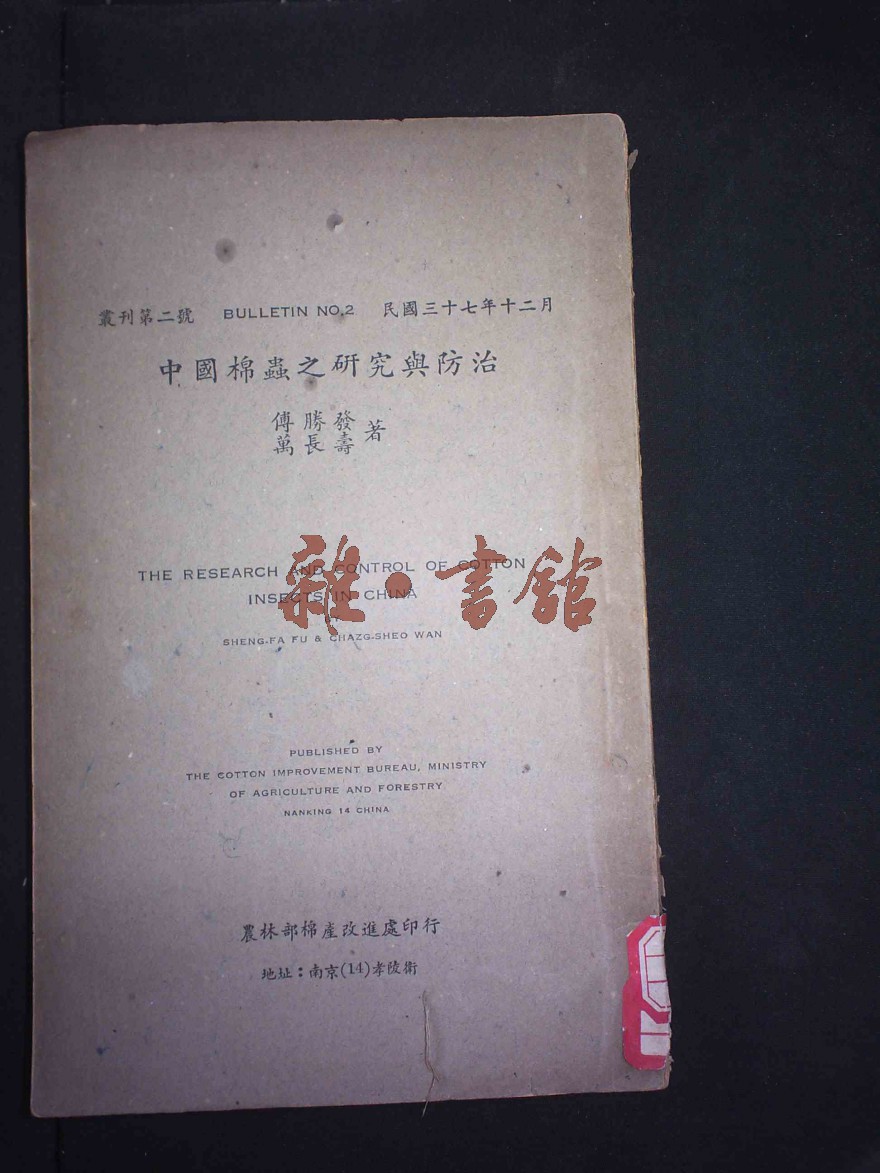 叢刊第二號 BULLETIN NO.2 民國三十七年十二月
中國棉蟲之研究與防治
傅勝發
萬長壽
著
THE RESEARCH AND CONTROL OF COTTON
INSECTS IN CHINA
雜·書館
SHENG-FA FU & CHAZG-SHEO WAN
PUBLISHED BY
THE COTTON IMPROVEMENT BUREAU, MINISTRY
OF AGRICULTURE AND FORESTRY
NANKING 14 CHINA
農林部棉產改進處印行
地址：南京(14)孝陵衛